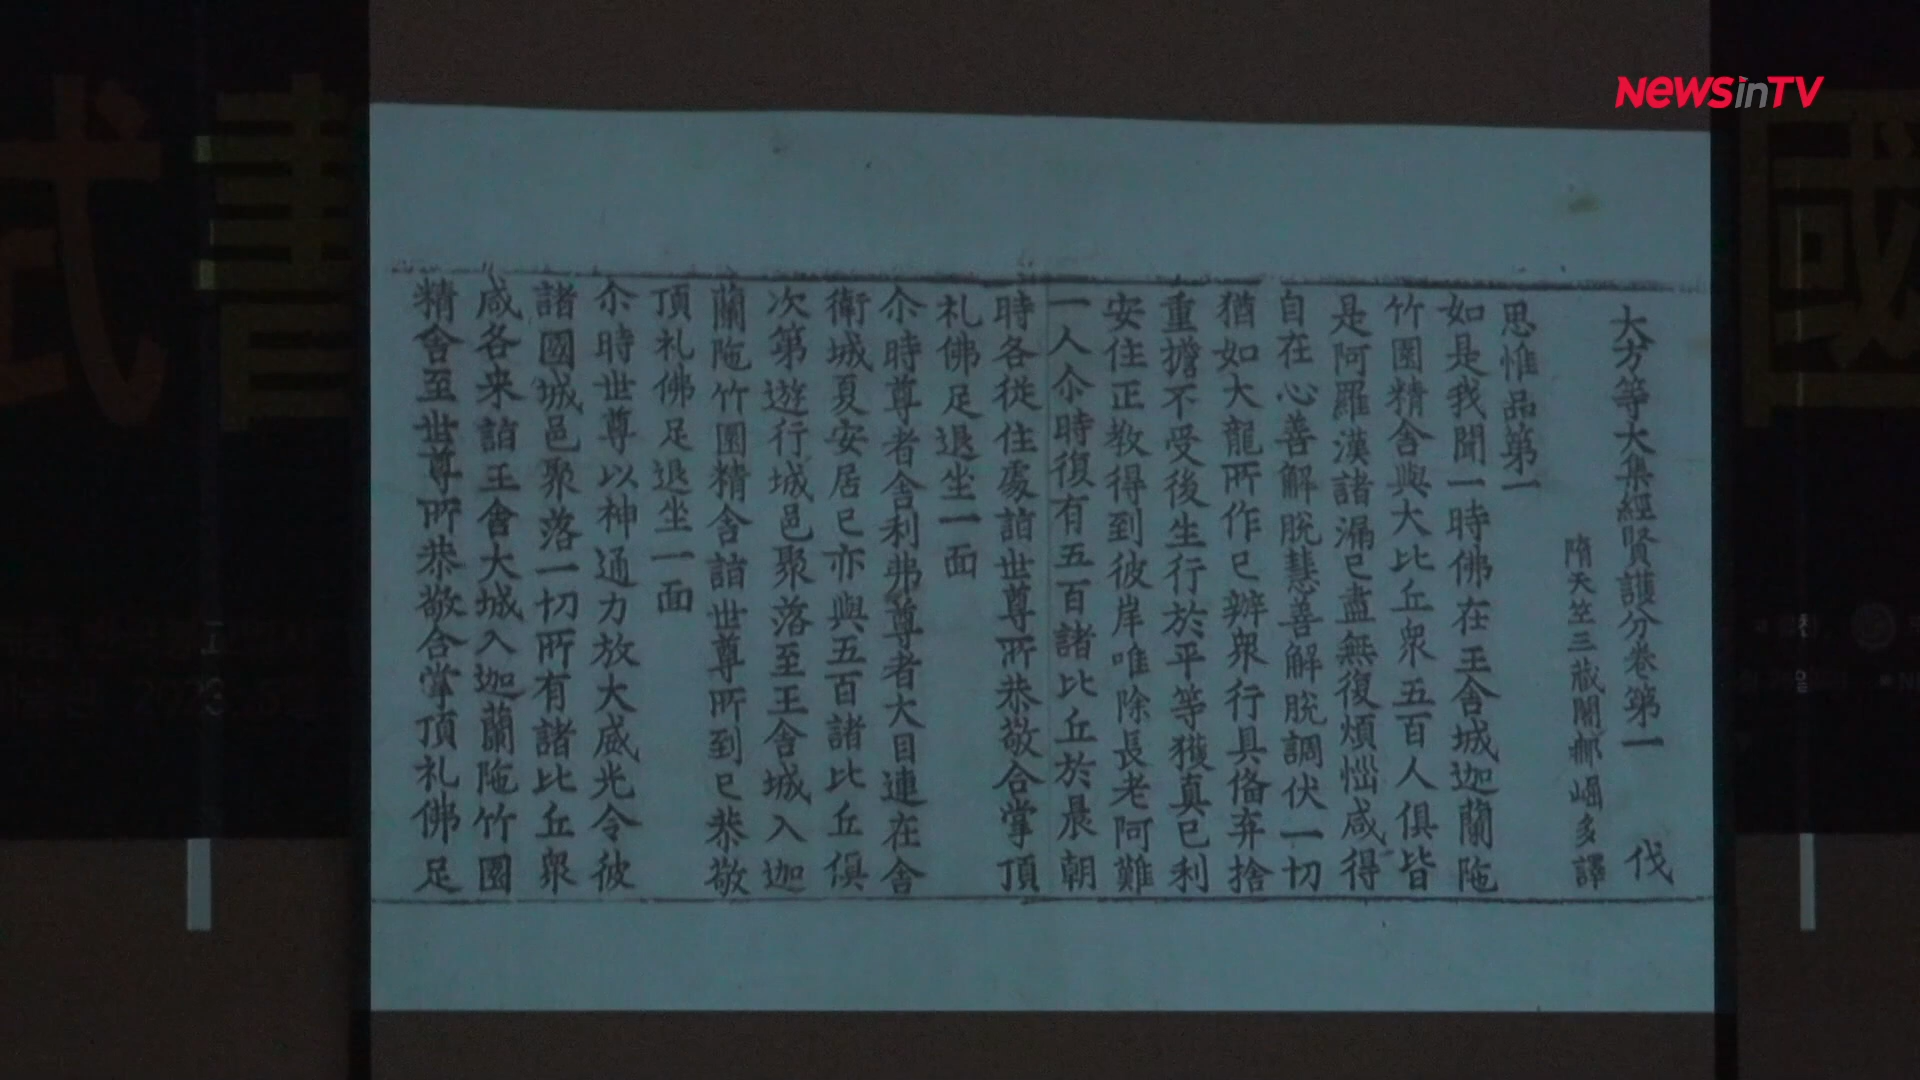 NEWSinTV
大方等大集經賢護分卷第一 伐
隋天竺三藏闍那崛多譯
思惟品第一
如是我聞一時佛在王舍城迦蘭陁
竹園精舍與大比丘衆五百人俱皆
是阿羅漢諸漏已盡無復煩惱咸得
自在心善解脫慧善解脫調伏一切
猶如大龍所作已辦衆行具俻弃捨
重擔不受後生行於平等獲真已利
安住正教得到彼岸唯除長老阿難
一人尒時復有五百諸比丘於晨朝
時各從住處詣世尊所恭敬合掌頂
礼佛足退坐一面
尒時尊者舍利弗尊者大目連在舍
衛城夏安居已亦與五百諸比丘俱
次第遊行城邑聚落至王舍城入迦
蘭陁竹園精舍詣世尊所到已恭敬
頂礼佛足退坐一面
尒時世尊以神通力放大威光令彼
諸國城邑聚落一切所有諸比丘衆
咸各来詣王舍大城入迦蘭陁竹園
精舍至世尊所恭敬合掌頂礼佛足
式 書
國